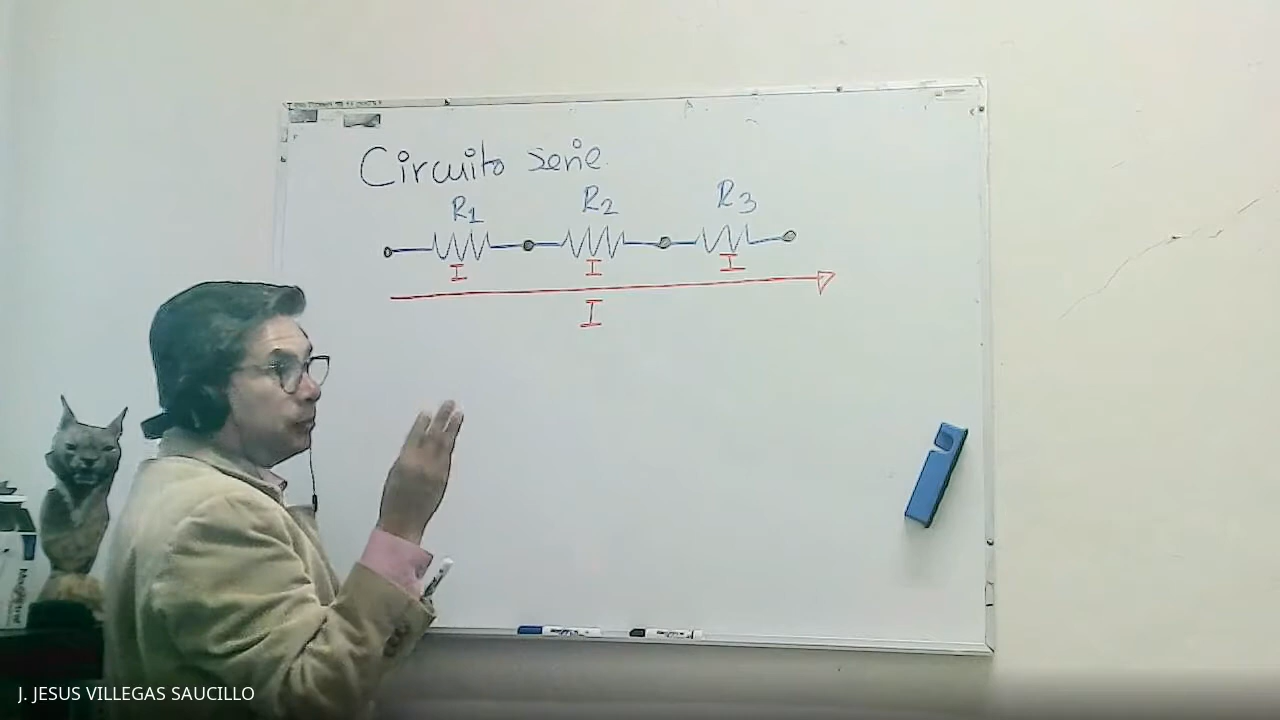 Circuito serie
R1 R2 R3
I I I
I
J. JESUS VILLEGAS SAUCILLO